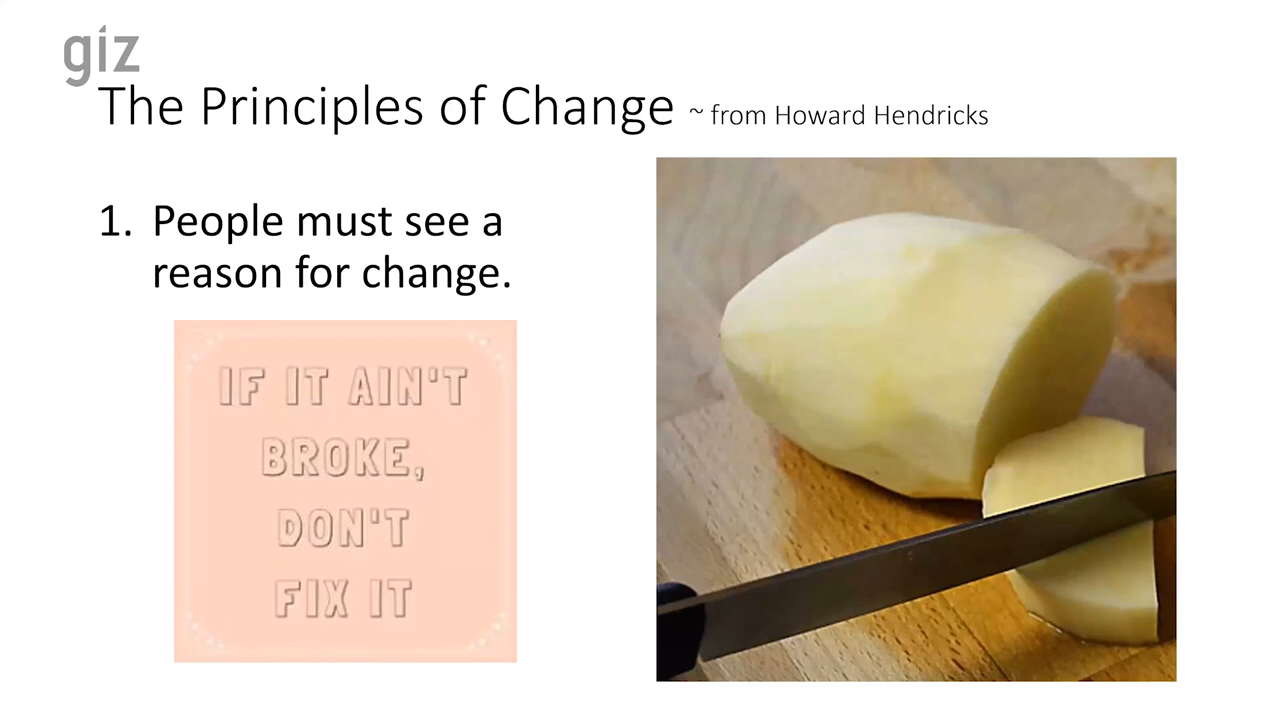 giz
The Principles of Change ~ from Howard Hendricks
1. People must see a
reason for change.
IF IT AIN'T
BROKE,
DON'T
FIX IT